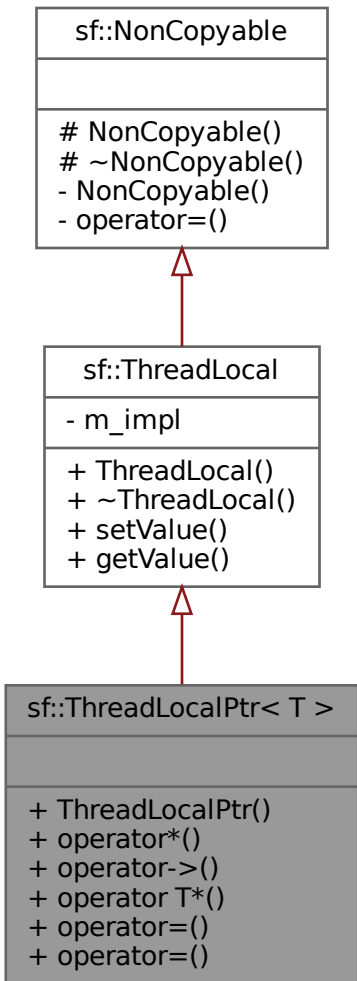 sf::NonCopyable
# NonCopyable()
# ~NonCopyable()
- NonCopyable()
- operator=()
sf::ThreadLocal
- m_impl
+ ThreadLocal()
+ ~ThreadLocal()
+ setValue()
+ getValue()
sf::ThreadLocalPtr< T >
+ ThreadLocalPtr()
+ operator*()
+ operator->()
+ operator T*()
+ operator=()
+ operator=()